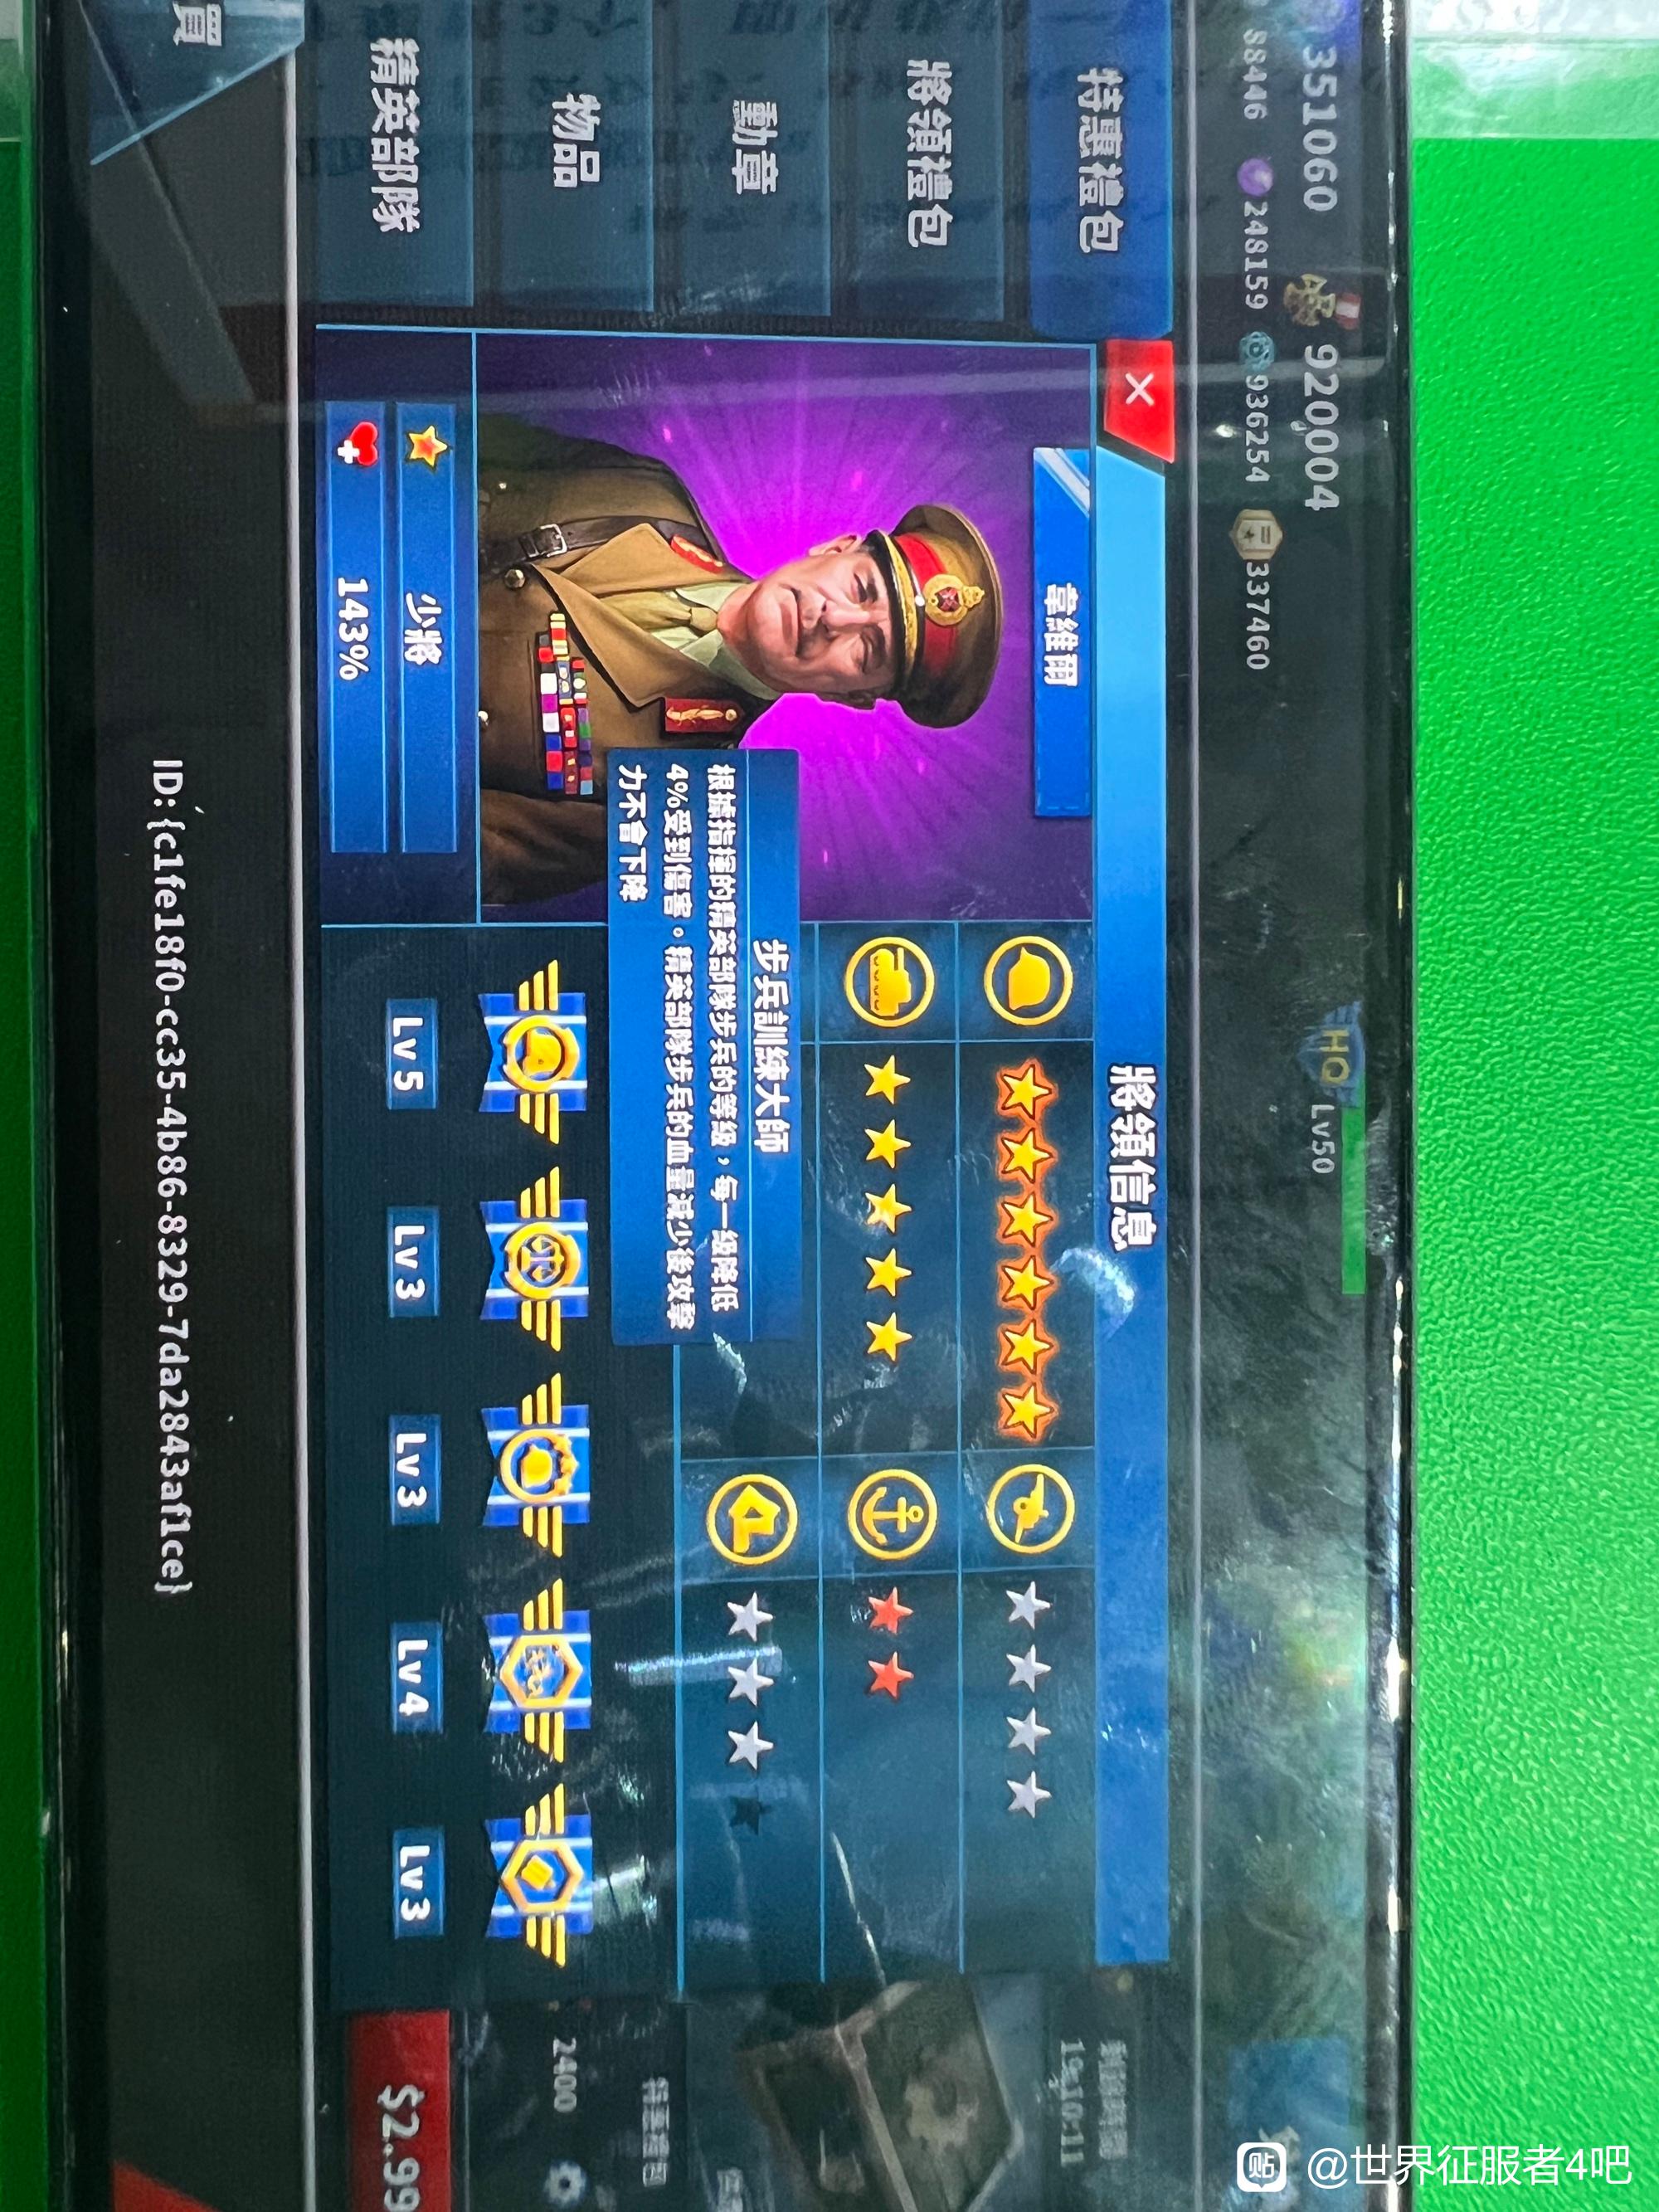 @世界征服者4吧
贴
351060
920004
HQ
Lv50
88446
248159
936254
337460
將領信息
特惠禮包
將領禮包
勳章
物品
精英部隊
買
韋維爾
步兵訓練大師
根據指揮的精英部隊步兵的等級，每一級降低
4%受到傷害。精英部隊步兵的血量減少後攻擊
力不會下降
少將
143%
Lv 5
Lv 3
Lv 3
Lv 4
Lv 3
剩餘時間
19:10:11
特惠禮包
2400
$2.99
ID: {c1fe18f0-cc35-4b86-8329-7da2843af1ce}